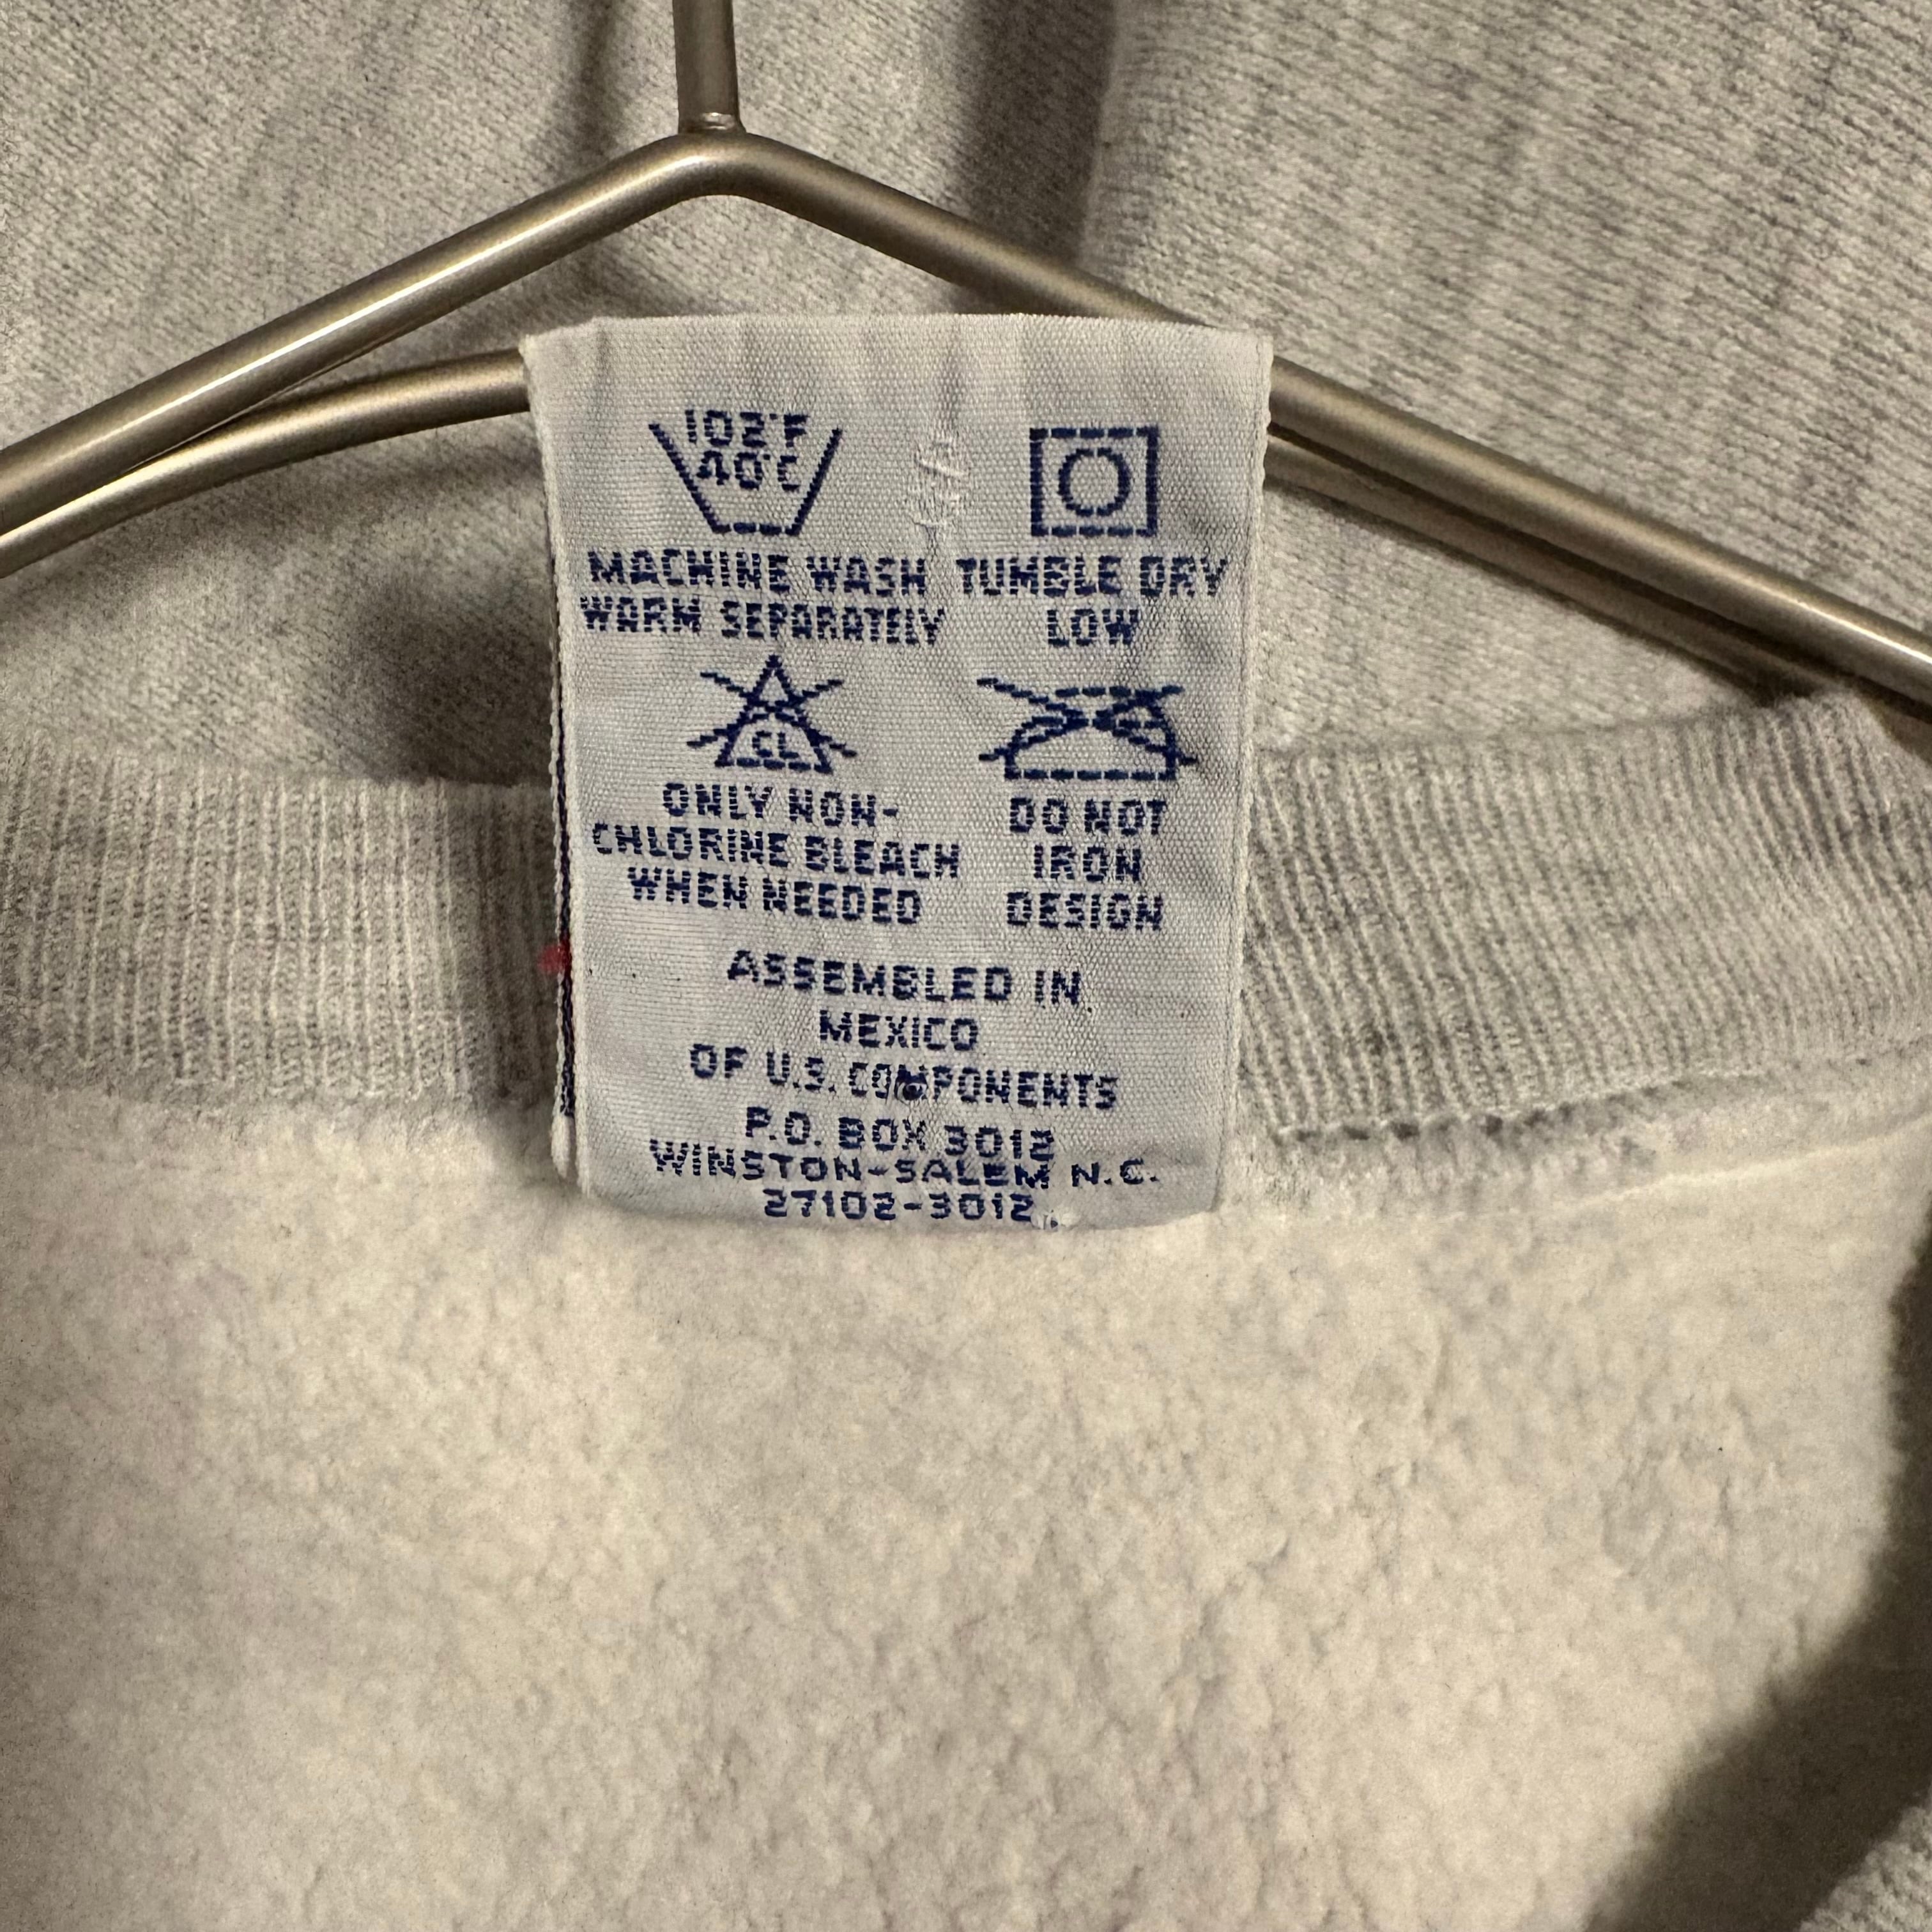 102°F
40°C
MACHINE WASH
WARM SEPARATELY
TUMBLE DRY
LOW
CL
ONLY NON-
CHLORINE BLEACH
WHEN NEEDED
DO NOT
IRON
DESIGN
ASSEMBLED IN
MEXICO
OF U.S. COMPONENTS
P.O. BOX 3012
WINSTON-SALEM N.C.
27102-3012